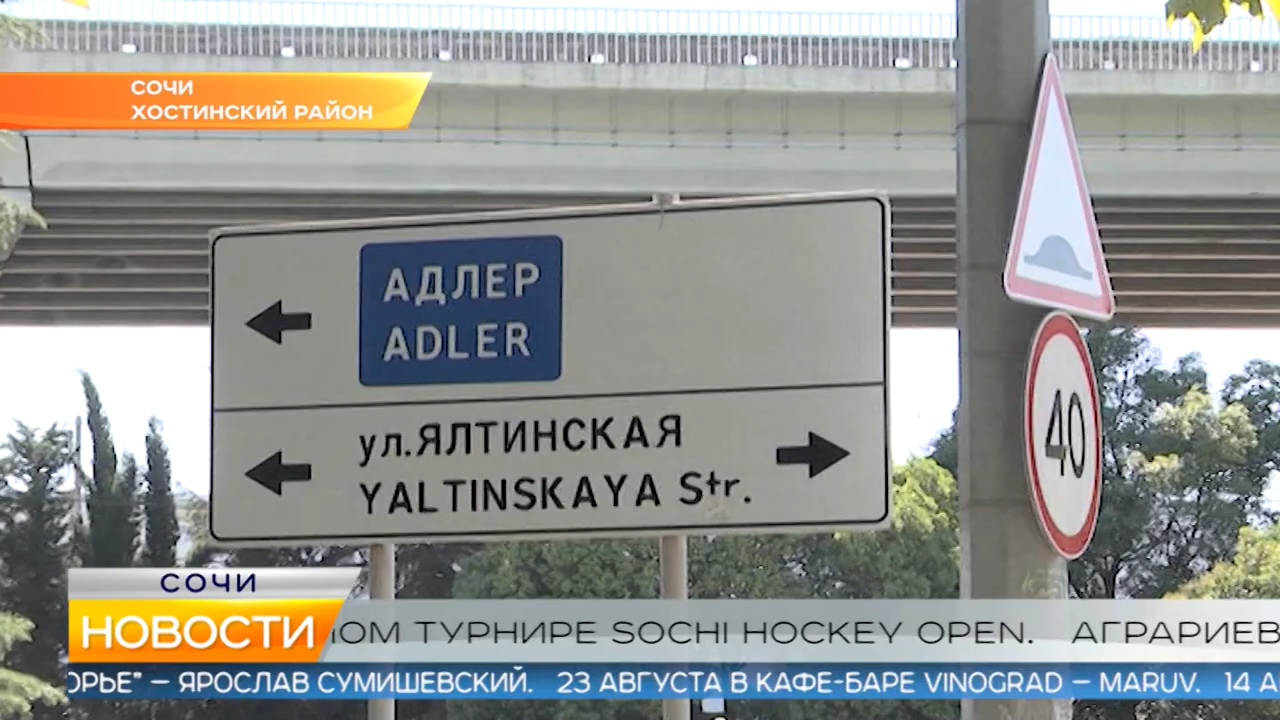 СОЧИ
ХОСТИНСКИЙ РАЙОН
АДЛЕР
ADLER
ул.ЯЛТИНСКАЯ
YALTINSKAYA Str.
40
СОЧИ
НОВОСТИ
ТУРНИРЕ SOCHI HOCKEY OPEN. АГРАРИЕВ
– ЯРОСЛАВ СУМИШЕВСКИЙ. 23 АВГУСТА В КАФЕ-БАРЕ VINOGRAD – MARUV. 14